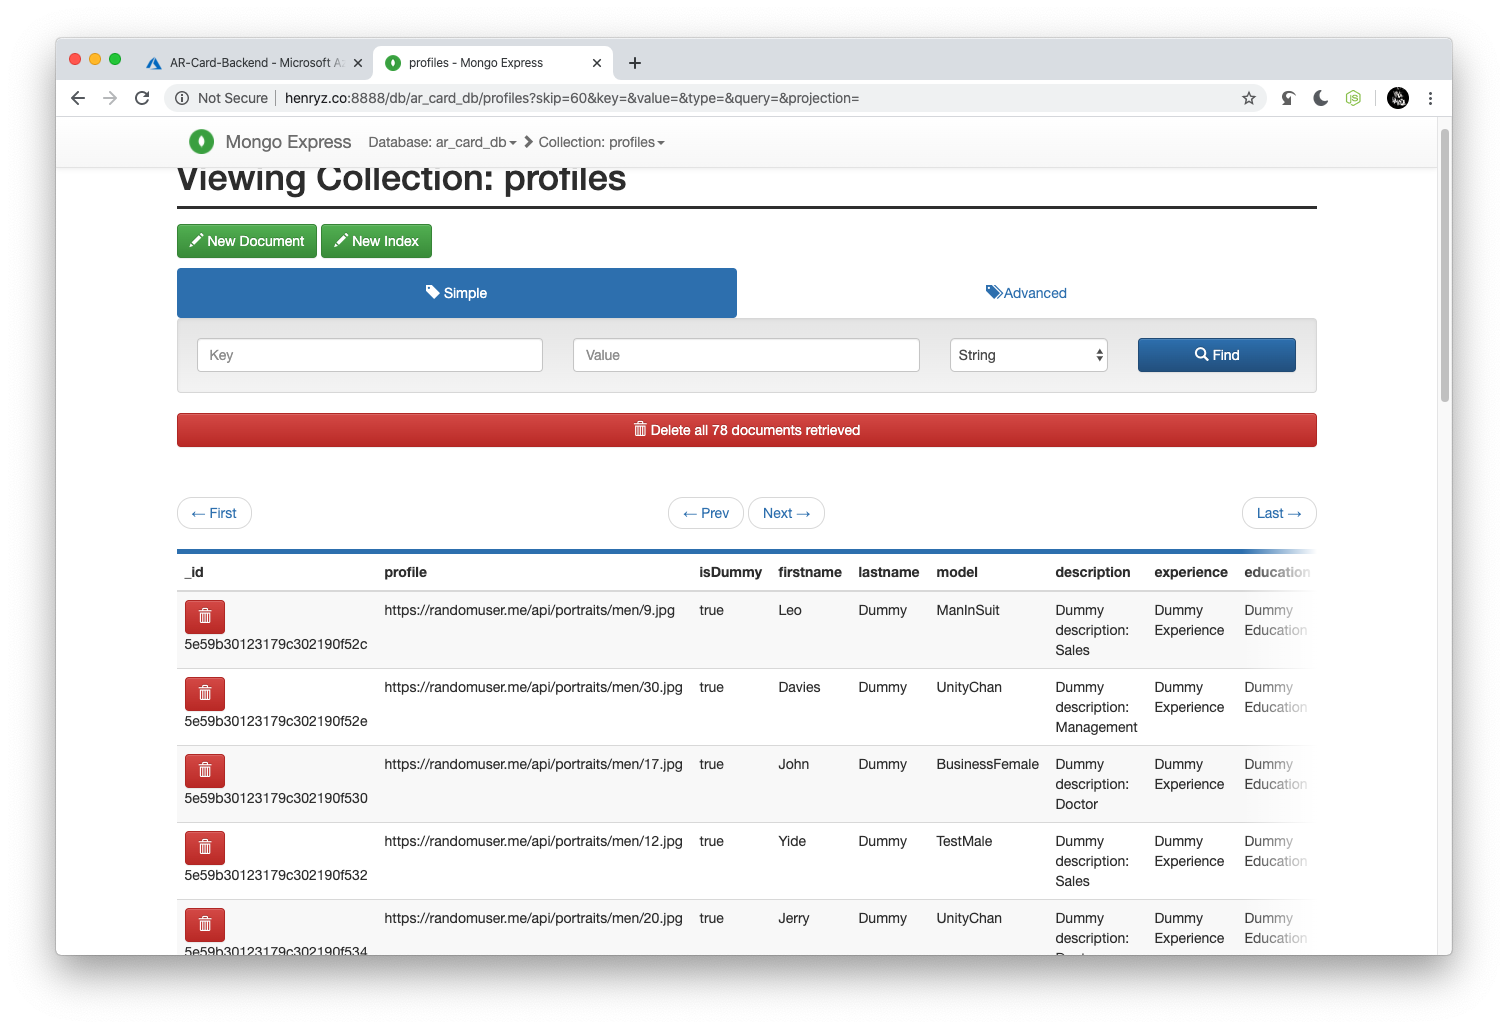 AR-Card-Backend - Microsoft Az
profiles - Mongo Express
Not Secure henryz.co:8888/db/ar_card_db/profiles?skip=60&key=&value=&type=&query=&projection=
Mongo Express Database: ar_card_db Collection: profiles
Viewing Collection: profiles
New Document New Index
Simple Advanced
Key Value String Find
Delete all 78 documents retrieved
← First ← Prev Next → Last →
_id profile isDummy firstname lastname model description experience education
https://randomuser.me/api/portraits/men/9.jpg true Leo Dummy ManInSuit Dummy Dummy Dummy
description: Experience Education
5e59b30123179c302190f52c Sales
https://randomuser.me/api/portraits/men/30.jpg true Davies Dummy UnityChan Dummy Dummy Dummy
description: Experience Education
5e59b30123179c302190f52e Management
https://randomuser.me/api/portraits/men/17.jpg true John Dummy BusinessFemale Dummy Dummy Dummy
description: Experience Education
5e59b30123179c302190f530 Doctor
https://randomuser.me/api/portraits/men/12.jpg true Yide Dummy TestMale Dummy Dummy Dummy
description: Experience Education
5e59b30123179c302190f532 Sales
https://randomuser.me/api/portraits/men/20.jpg true Jerry Dummy UnityChan Dummy Dummy Dummy
description: Experience Education
5e59b30123179c302190f534